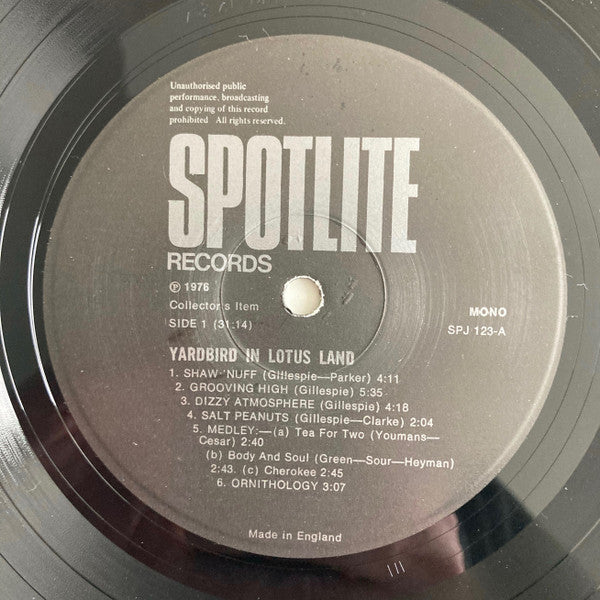 Unauthorised public
performance, broadcasting
and copying of this record
prohibited All rights reserved.
SPOTLITE
RECORDS
Ⓟ 1976
Collector's Item
SIDE 1 (31.14)
MONO
SPJ 123-A
YARDBIRD IN LOTUS LAND
1. SHAW 'NUFF (Gillespie—Parker) 4:11
2. GROOVING HIGH (Gillespie) 5:35
3. DIZZY ATMOSPHERE (Gillespie) 4:18
4. SALT PEANUTS (Gillespie—Clarke) 2:04
5. MEDLEY:—(a) Tea For Two (Youmans—
Cesar) 2:40
(b) Body And Soul (Green—Sour—Heyman)
2:43. (c) Cherokee 2:45
6. ORNITHOLOGY 3:07
Made in England